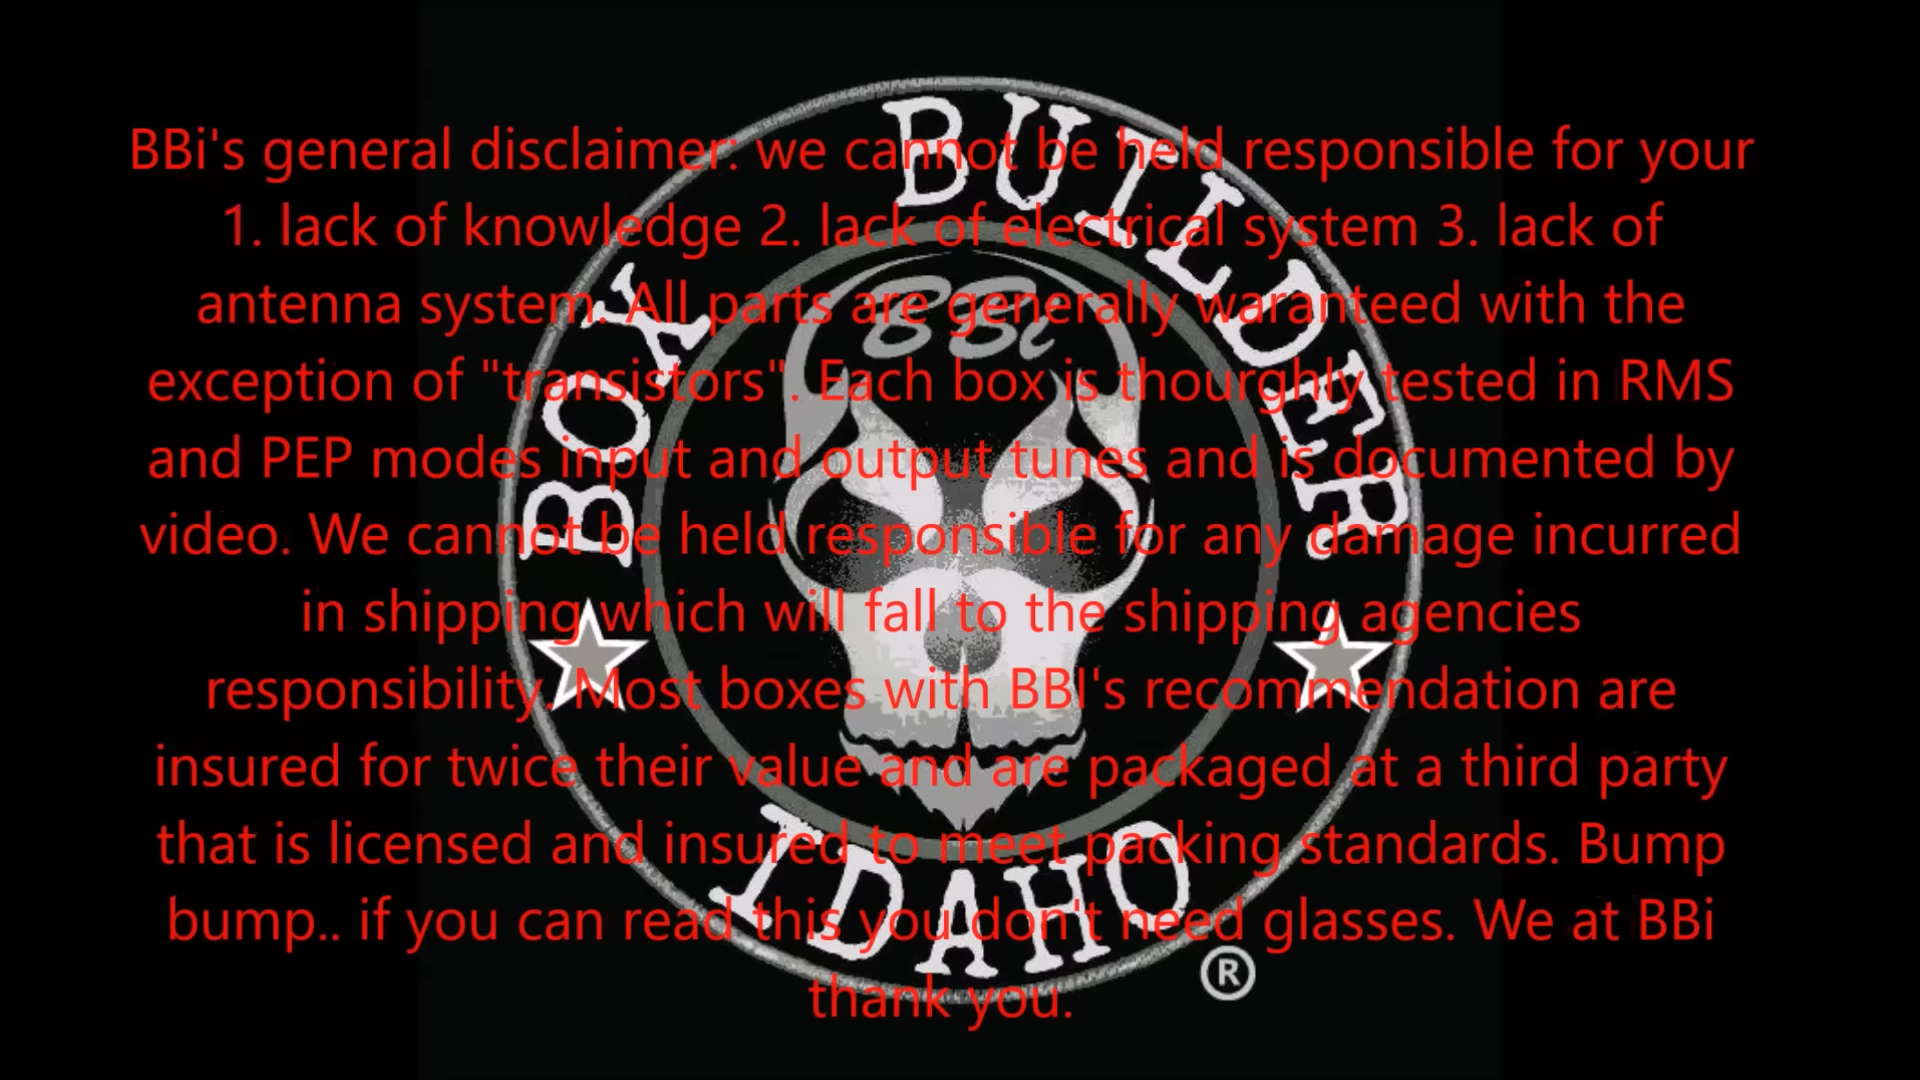 BOX BUILDER
BBi's general disclaimer: we cannot be held responsible for your
1. lack of knowledge 2. lack of electrical system 3. lack of
antenna system. All parts are generally waranteed with the
exception of "transistors". Each box is thourghly tested in RMS
and PEP modes input and output tunes and is documented by
video. We cannot be held responsible for any damage incurred
in shipping which will fall to the shipping agencies
responsibility. Most boxes with BBI's recommendation are
insured for twice their value and are packaged at a third party
that is licensed and insured to meet packing standards. Bump
bump.. if you can read this you don't need glasses. We at BBi
thank you.
BBi
IDAHO
®